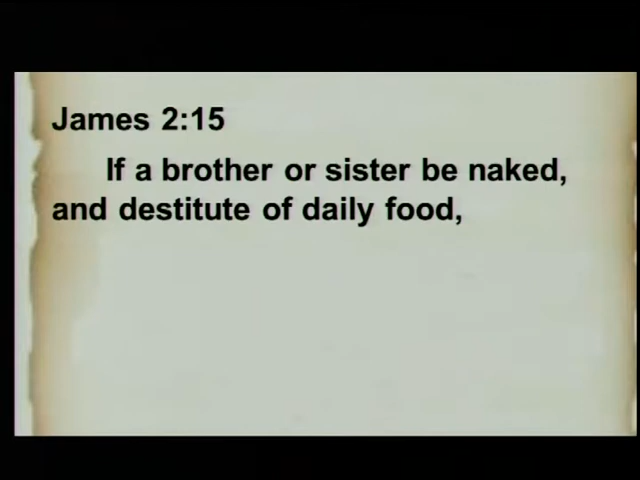 James 2:15
If a brother or sister be naked,
and destitute of daily food,